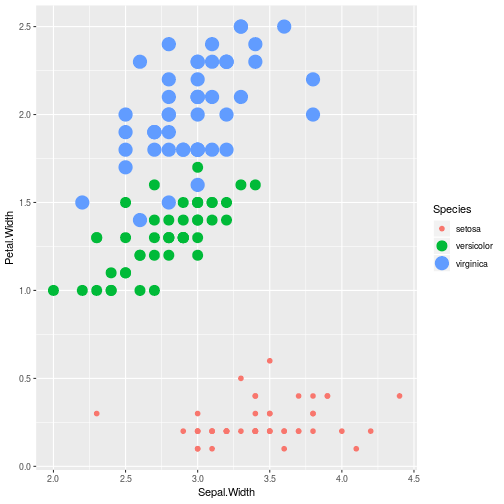 2.5
2.0
1.5
1.0
0.5
0.0
Petal.Width
2.0 2.5 3.0 3.5 4.0 4.5
Sepal.Width
Species
setosa
versicolor
virginica